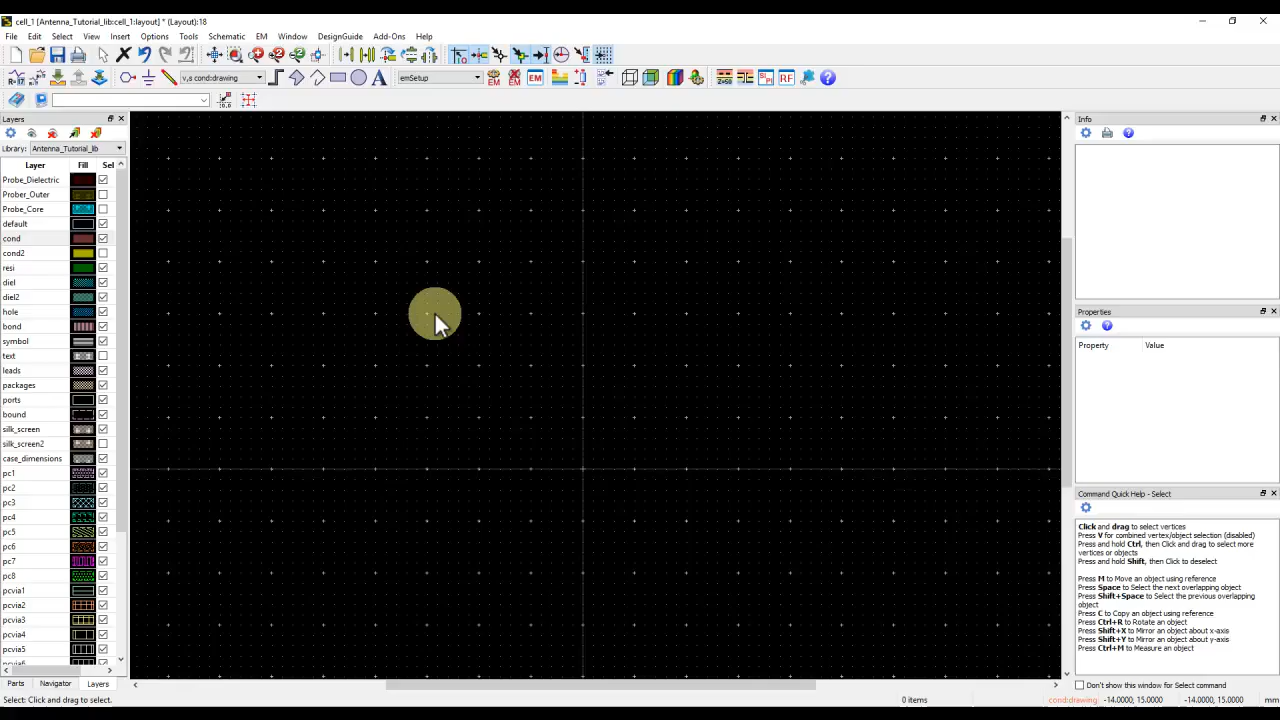 cell_1 [Antenna_Tutorial_lib:cell_1:layout] * (Layout):18
File Edit Select View Insert Options Tools Schematic EM Window DesignGuide Add-Ons Help
v,s cond:drawing
emSetup
EM
EM
EM
Z=50
SI PI
RF
Layers
Library: Antenna_Tutorial_lib
Layer Fill Sel
Probe_Dielectric
Prober_Outer
Probe_Core
default
cond
cond2
resi
diel
diel2
hole
bond
symbol
text
leads
packages
ports
bound
silk_screen
silk_screen2
case_dimensions
pc1
pc2
pc3
pc4
pc5
pc6
pc7
pc8
pcvia1
pcvia2
pcvia3
pcvia4
pcvia5
pcvia6
Parts Navigator Layers
Info
Properties
Property Value
Command Quick Help - Select
Click and drag to select vertices
Press V for combined vertex/object selection (disabled)
Press and hold Ctrl, then Click and drag to select more
vertices or objects
Press and hold Shift, then Click to deselect
Press M to Move an object using reference
Press Space to Select the next overlapping object
Press Shift+Space to Select the previous overlapping
object
Press C to Copy an object using reference
Press Ctrl+R to Rotate an object
Press Shift+X to Mirror an object about x-axis
Press Shift+Y to Mirror an object about y-axis
Press Ctrl+M to Measure an object
Don't show this window for Select command
Select: Click and drag to select.
0 items
cond:drawing -14.0000, 15.0000 -14.0000, 15.0000 mm